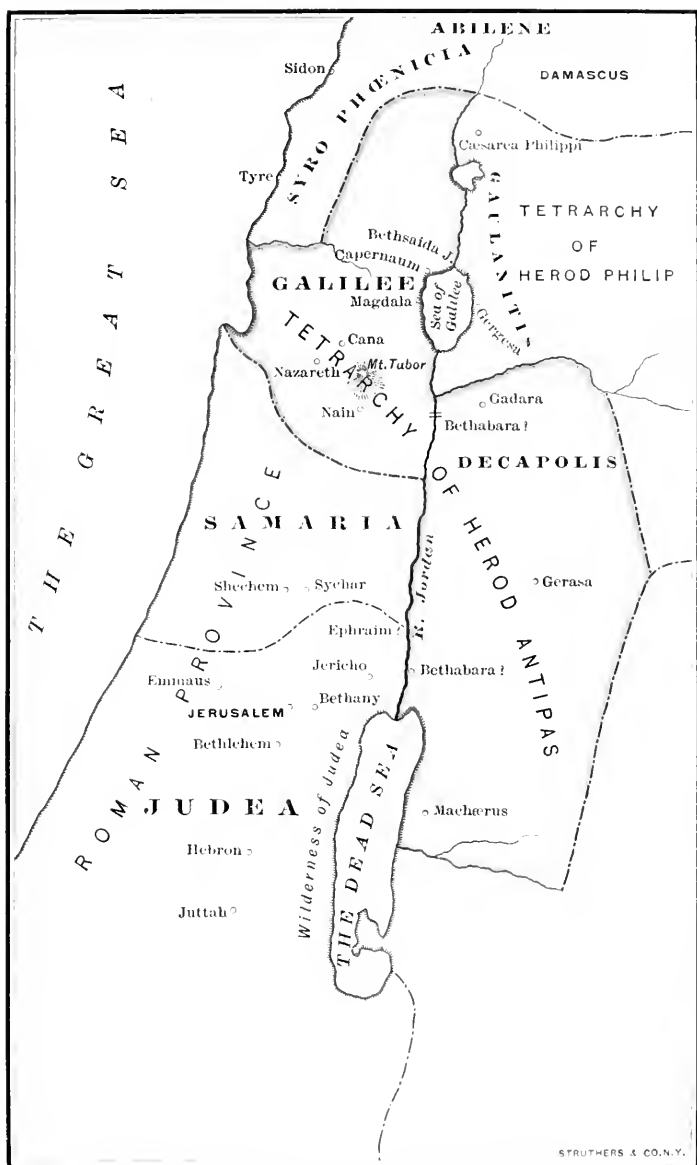 ABILENE
Sidon
DAMASCUS
SYRO PHŒNICIA
Cæsarea Philippi
Tyre
GAULANITIS
TETRARCHY
OF
HEROD PHILIP
Bethsaida J.
Capernaum
GALILEE
Magdala
Sea of
Galilee
Gergesa
THE GREAT SEA
Cana
Mt. Tabor
Nazareth
Nain
TETRARCHY OF HEROD ANTIPAS
Gadara
Bethabara?
DECAPOLIS
SAMARIA
R. Jordan
Shechem
Sychar
Gerasa
Ephraim?
Jericho
Bethabara?
Emmaus
Bethany
JERUSALEM
Bethlehem
ROMAN PROVINCE
JUDEA
Wilderness of Judea
THE DEAD SEA
Machærus
Hebron
Juttah
STRUTHERS & CO. N.Y.